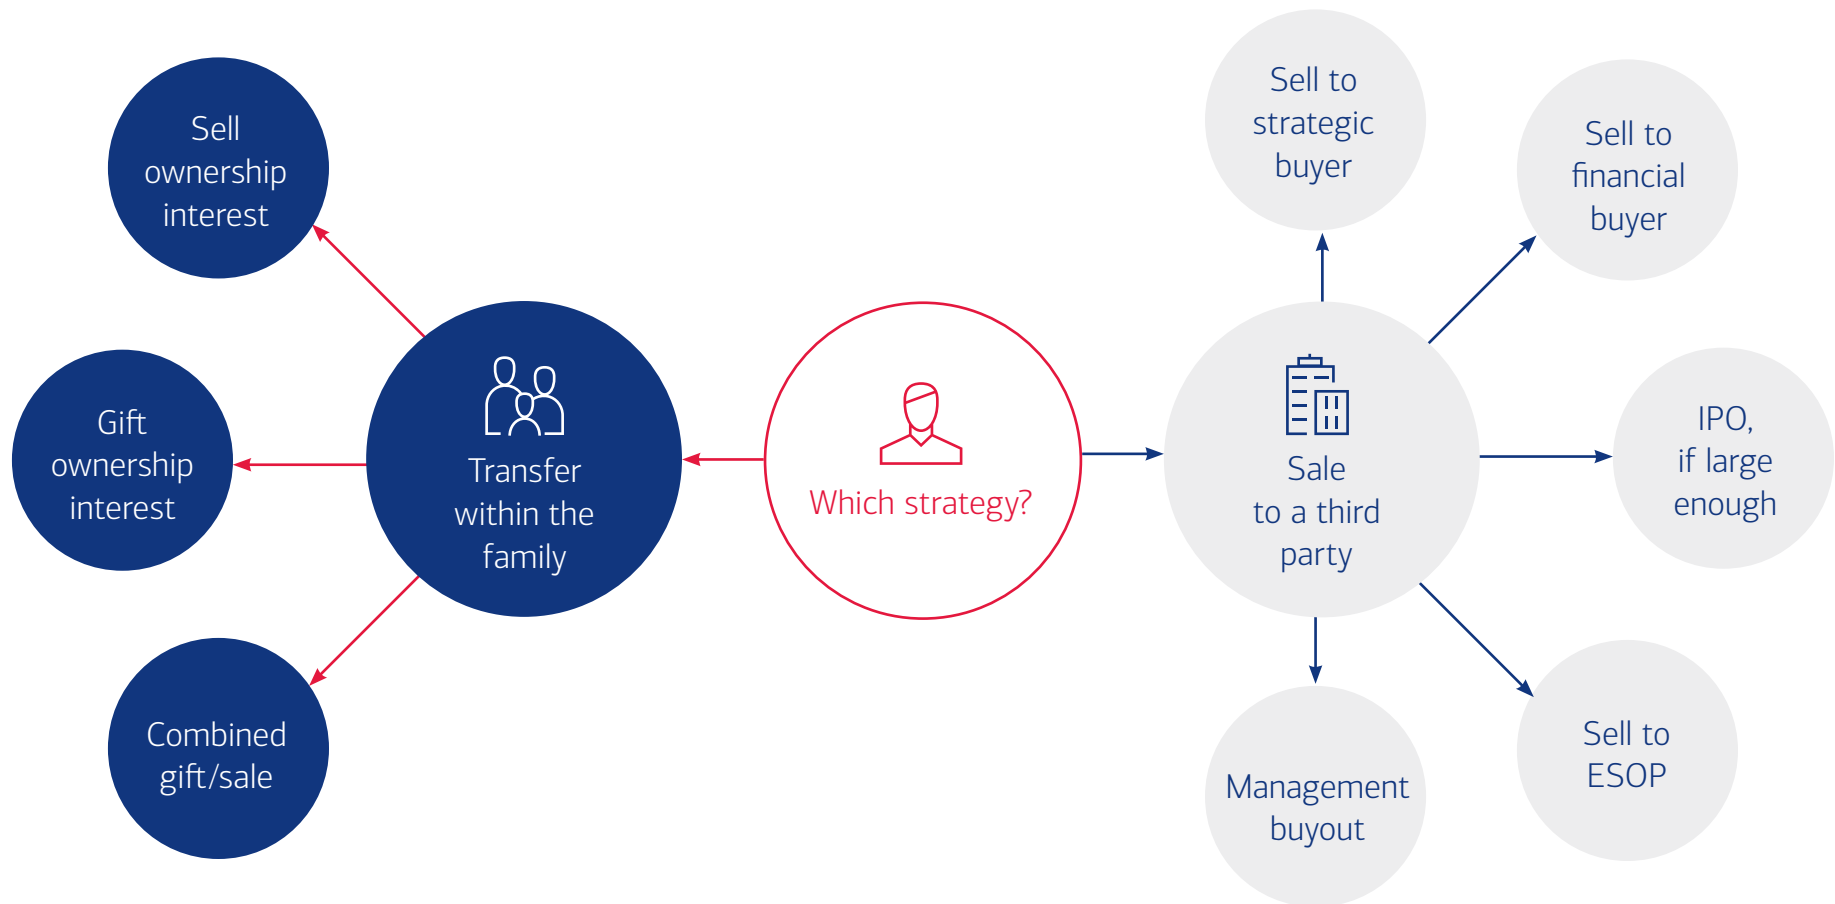 Sell
ownership
interest
Gift
ownership
interest
Combined
gift/sale
Transfer
within the
family
Which strategy?
Sale
to a third
party
Sell to
strategic
buyer
Sell to
financial
buyer
IPO,
if large
enough
Sell to
ESOP
Management
buyout